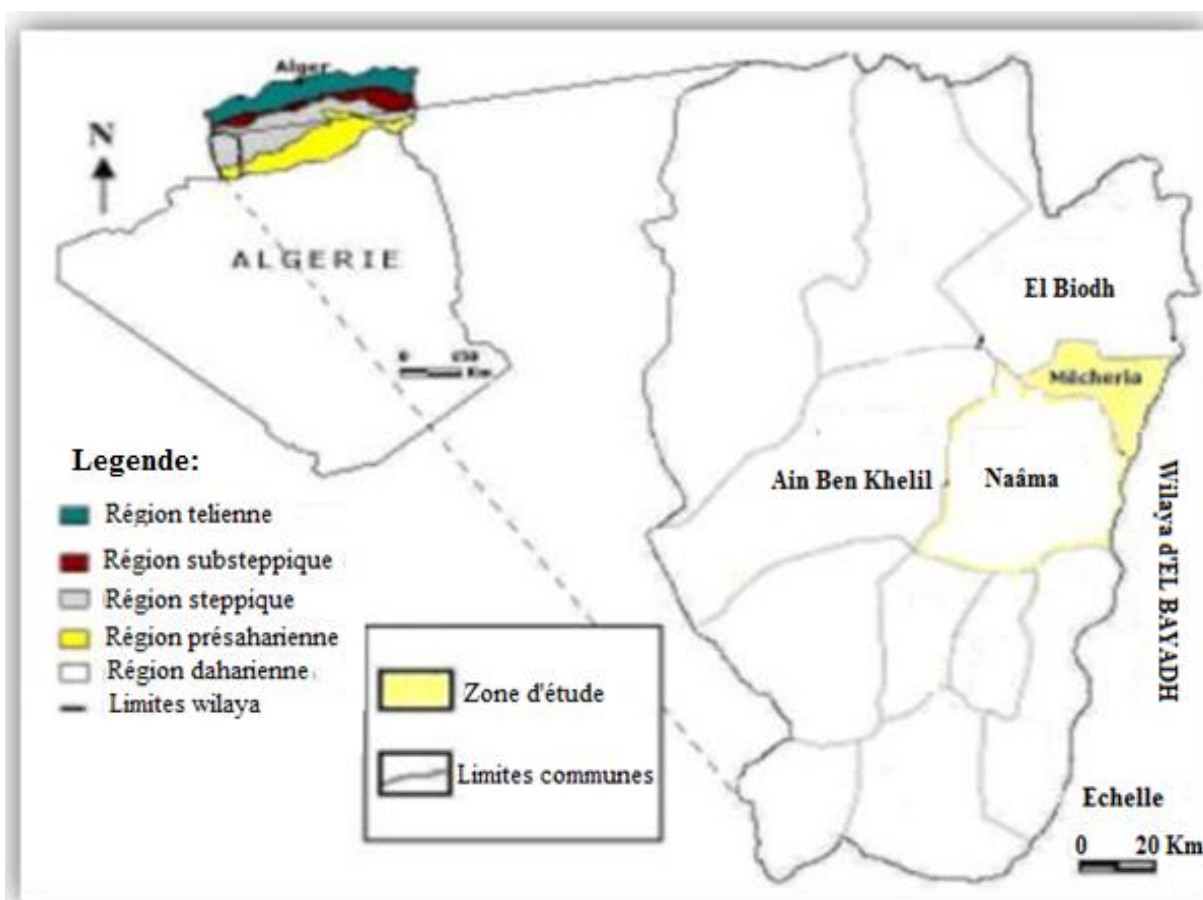 Alger
N
ALGERIE
0
Km
Legende:
Région telienne
Région substeppique
Région steppique
Région présaharienne
Région daharienne
Limites wilaya
Zone d'étude
Limites communes
El Biodh
Mécheria
Ain Ben Khelil
Naâma
Wilaya d'EL BAYADH
Echelle
0 20 Km